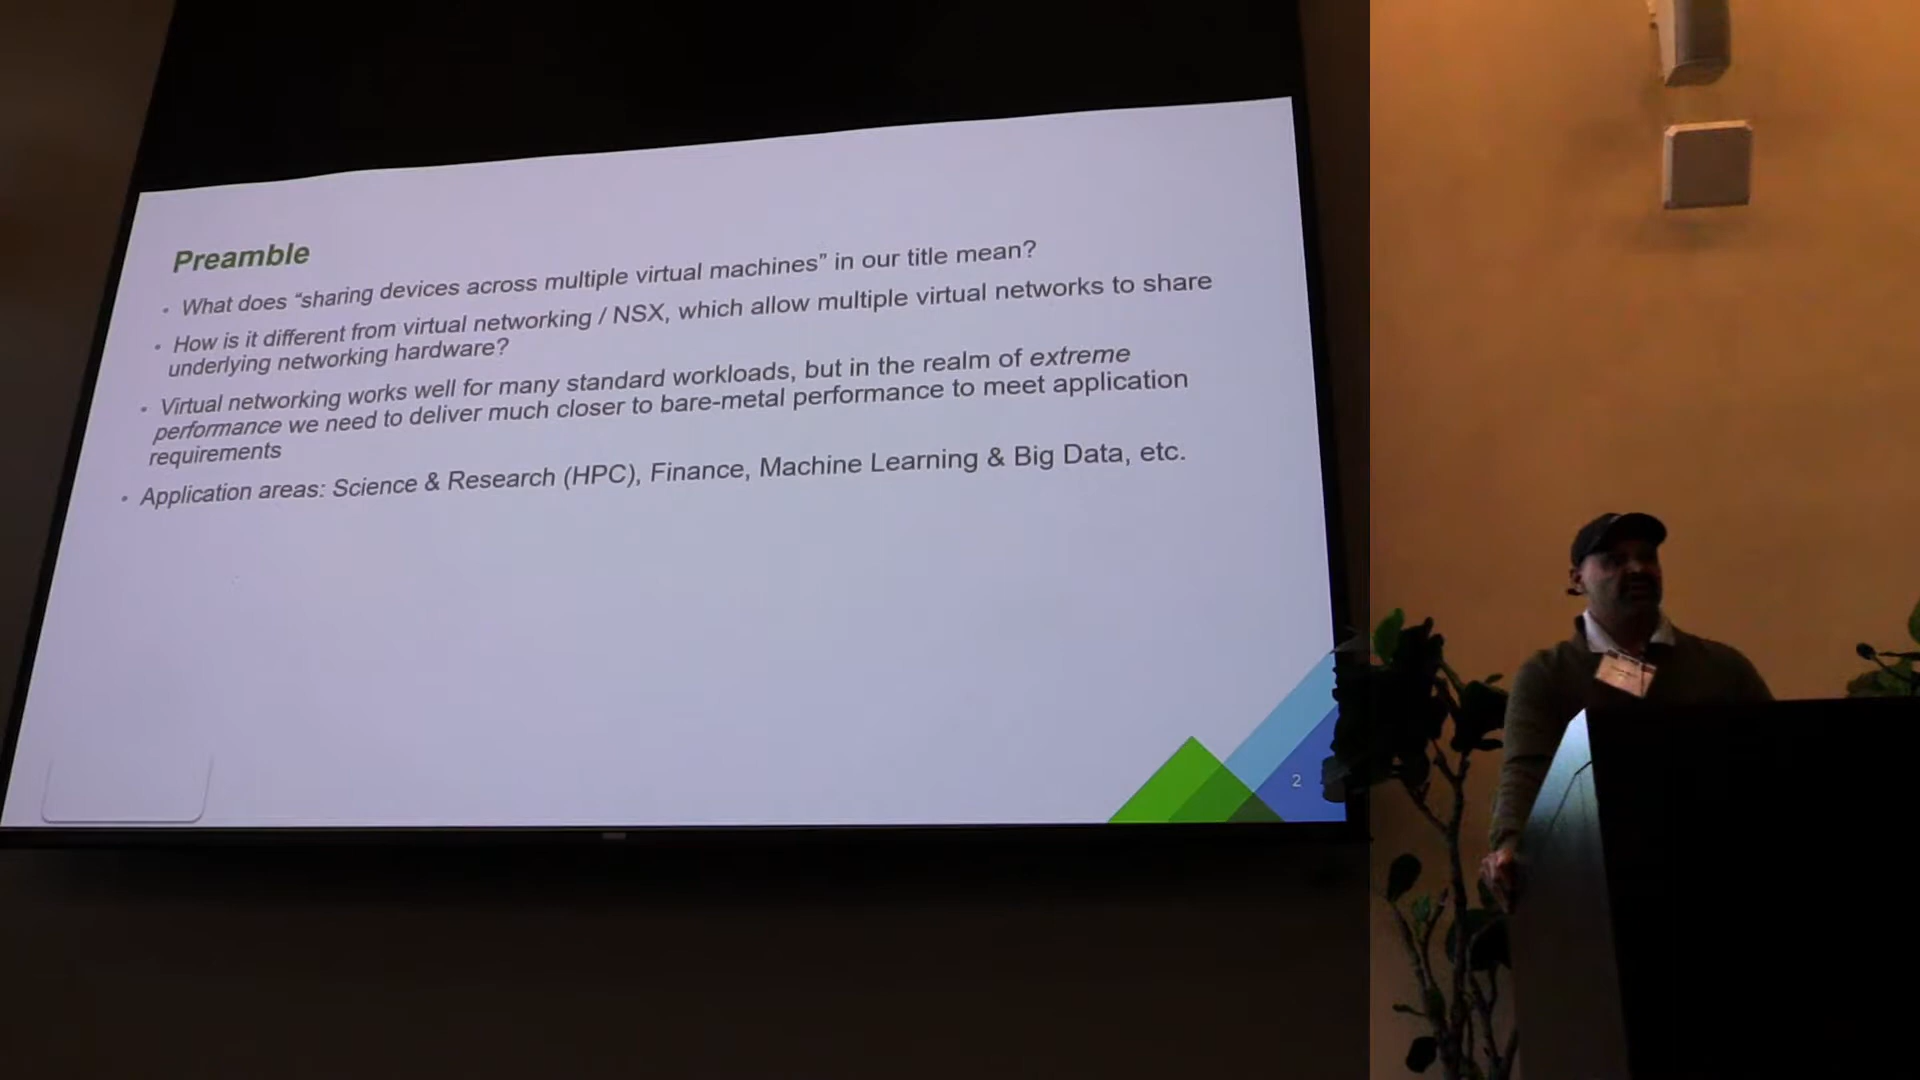 Preamble
• What does “sharing devices across multiple virtual machines” in our title mean?
• How is it different from virtual networking / NSX, which allow multiple virtual networks to share
underlying networking hardware?
• Virtual networking works well for many standard workloads, but in the realm of extreme
performance we need to deliver much closer to bare-metal performance to meet application
requirements
• Application areas: Science & Research (HPC), Finance, Machine Learning & Big Data, etc.
2